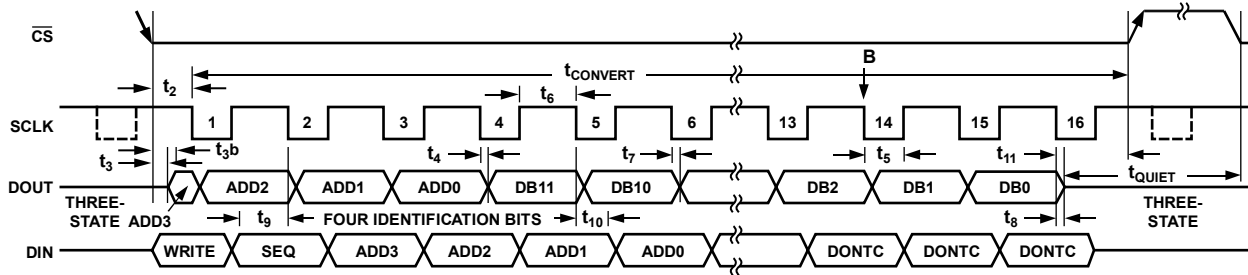 CS
B
tCONVERT
t2
t6
SCLK
1 2 3 4 5 6 13 14 15 16
t3b
t3
t4
t7
t5
t11
tQUIET
DOUT
ADD2 ADD1 ADD0 DB11 DB10 DB2 DB1 DB0
THREE-
STATE ADD3
t9
FOUR IDENTIFICATION BITS
t10
t8
THREE-
STATE
DIN
WRITE SEQ ADD3 ADD2 ADD1 ADD0 DONTC DONTC DONTC